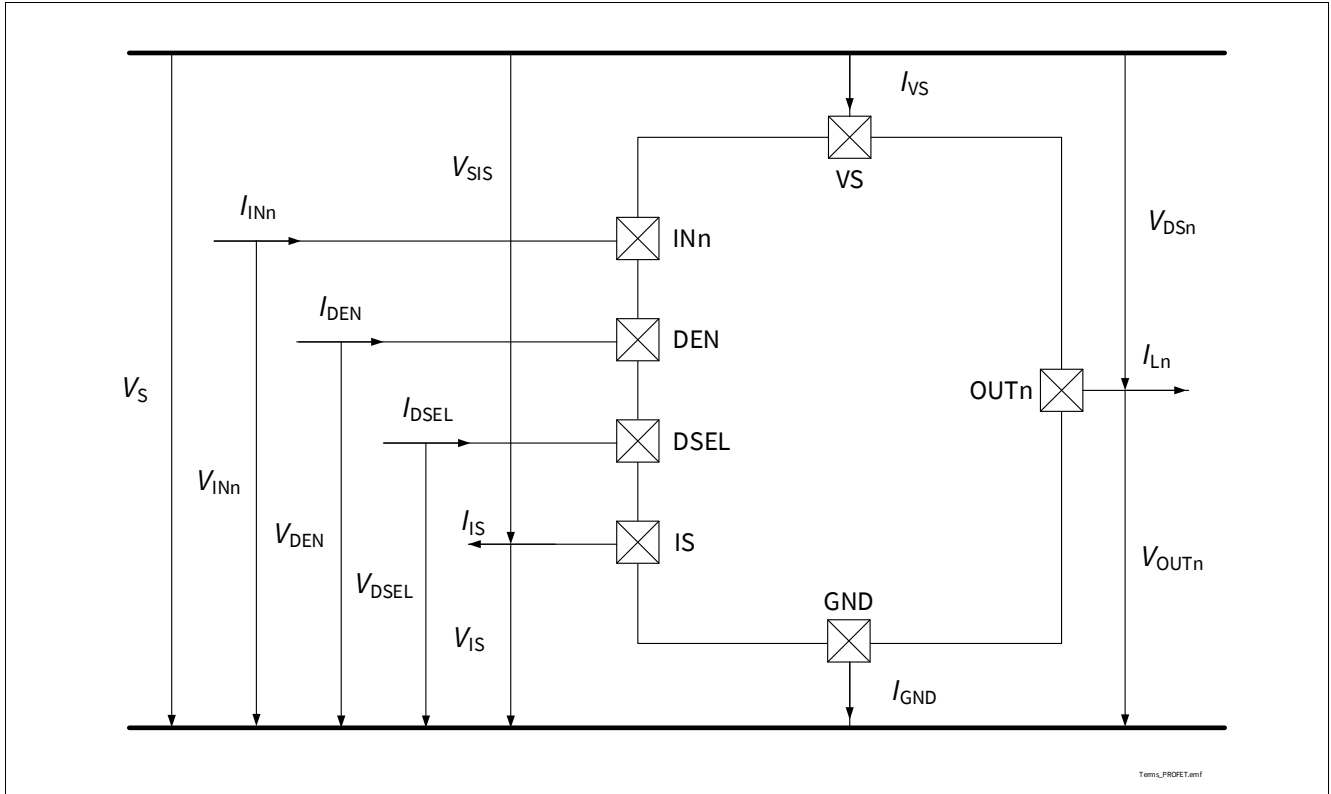 I_VS
VS
V_SIS
I_INn
INn
V_DSn
I_DEN
DEN
I_Ln
V_S
OUTn
I_DSEL
DSEL
V_INn
I_IS
IS
V_DEN
V_OUTn
V_DSEL
GND
V_IS
I_GND
Terms_PROFET.emf